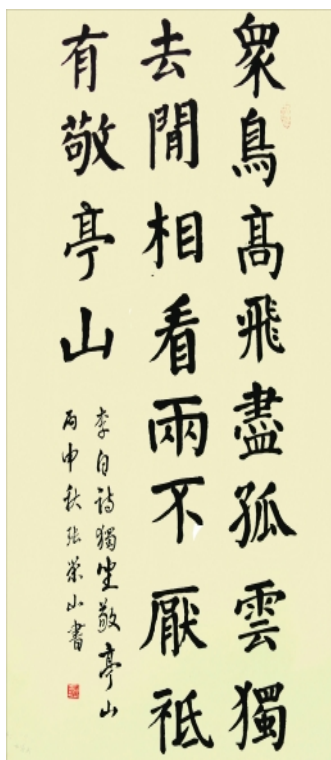 眾鳥高飛盡孤雲獨
去閒相看兩不厭祗
有敬亭山
李白詩獨坐敬亭山
丙申秋張榮山書